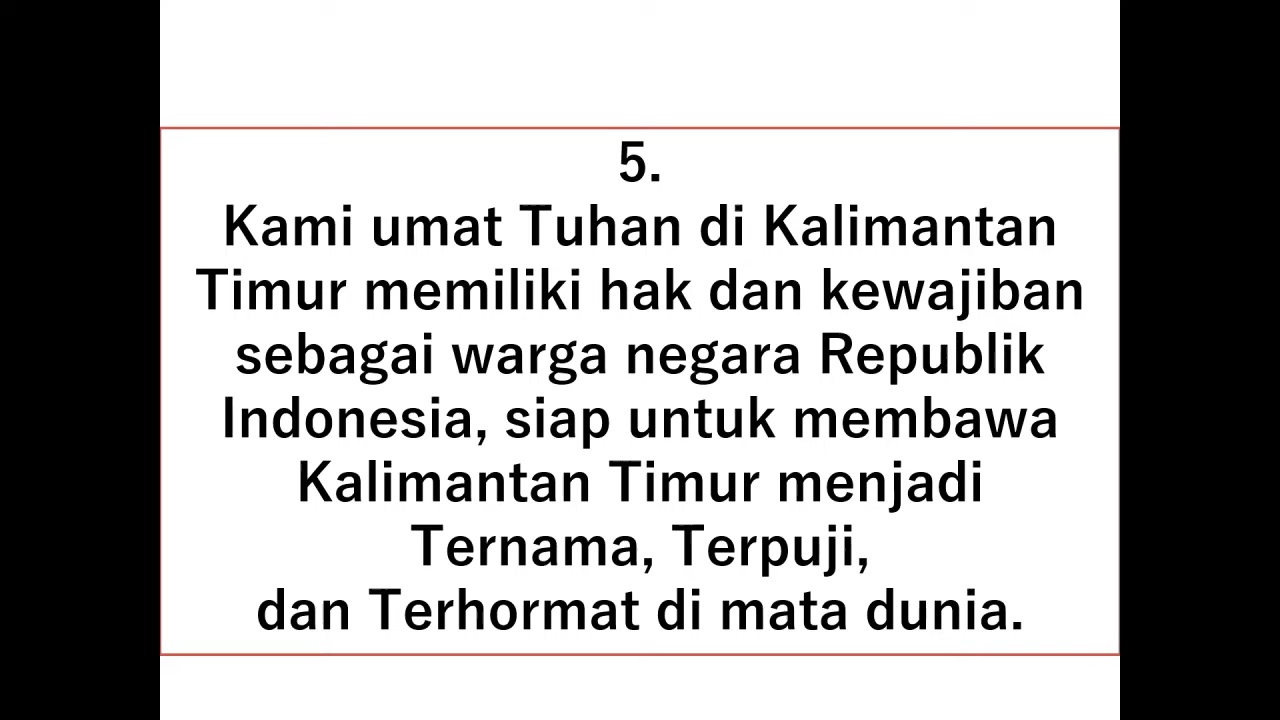 5.
Kami umat Tuhan di Kalimantan
Timur memiliki hak dan kewajiban
sebagai warga negara Republik
Indonesia, siap untuk membawa
Kalimantan Timur menjadi
Ternama, Terpuji,
dan Terhormat di mata dunia.